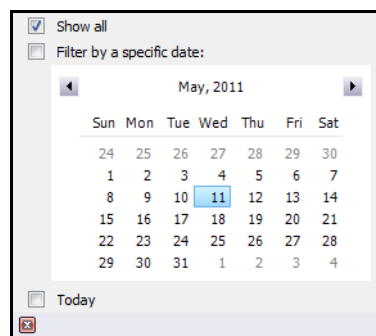 Show all
Filter by a specific date:
May, 2011
Sun Mon Tue Wed Thu Fri Sat
24 25 26 27 28 29 30
1 2 3 4 5 6 7
8 9 10 11 12 13 14
15 16 17 18 19 20 21
22 23 24 25 26 27 28
29 30 31 1 2 3 4
Today